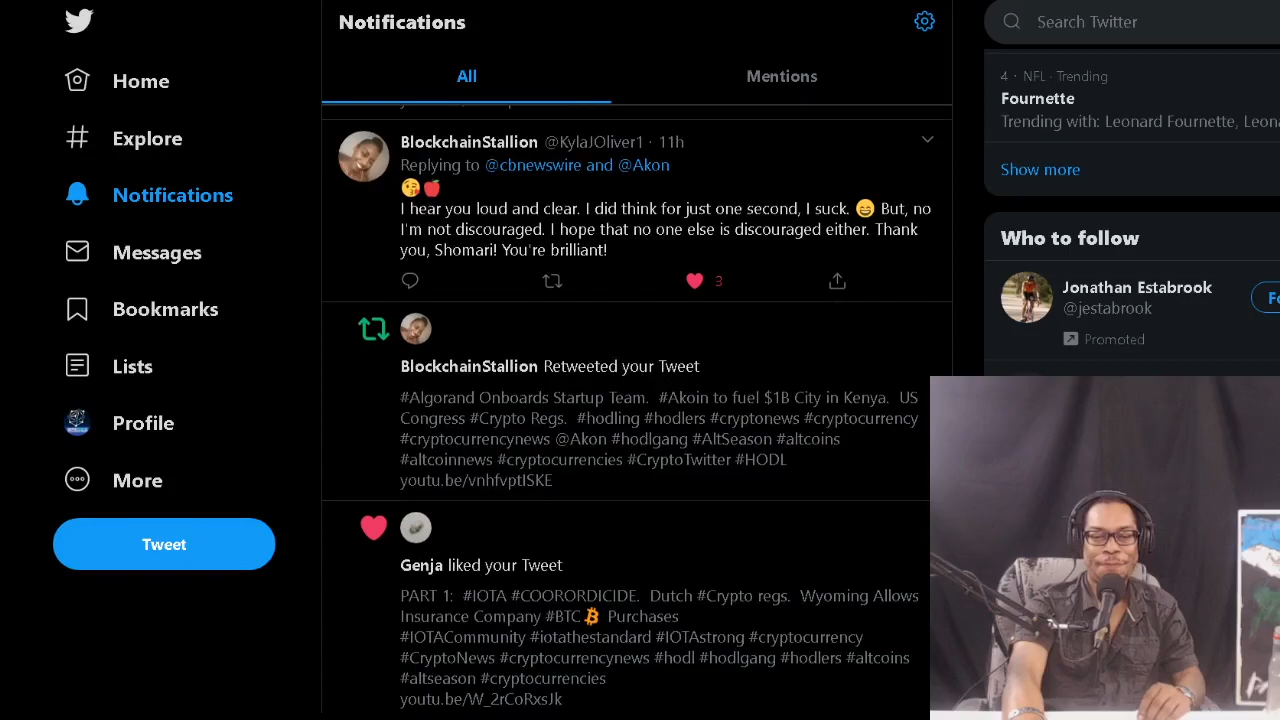 Home
Explore
Notifications
Messages
Bookmarks
Lists
Profile
More
Tweet
Notifications
All
Mentions
BlockchainStallion @KylaJOliver1 · 11h
Replying to @cbnewswire and @Akon
😘🍎
I hear you loud and clear. I did think for just one second, I suck. 😄 But, no
I'm not discouraged. I hope that no one else is discouraged either. Thank
you, Shomari! You're brilliant!
3
BlockchainStallion Retweeted your Tweet
#Algorand Onboards Startup Team. #Akoin to fuel $1B City in Kenya. US
Congress #Crypto Regs. #hodling #hodlers #cryptonews #cryptocurrency
#cryptocurrencynews @Akon #hodlgang #AltSeason #altcoins
#altcoinnews #cryptocurrencies #CryptoTwitter #HODL
youtu.be/vnhfvptISKE
Genja liked your Tweet
PART 1: #IOTA #COORORDICIDE. Dutch #Crypto regs. Wyoming Allows
Insurance Company #BTC Purchases
#IOTACommunity #iotathestandard #IOTAstrong #cryptocurrency
#CryptoNews #cryptocurrencynews #hodl #hodlgang #hodlers #altcoins
#altseason #cryptocurrencies
youtu.be/W_2rCoRxsJk
Search Twitter
4 · NFL · Trending
Fournette
Trending with: Leonard Fournette, Leon
Show more
Who to follow
Jonathan Estabrook
@jestabrook
Promoted